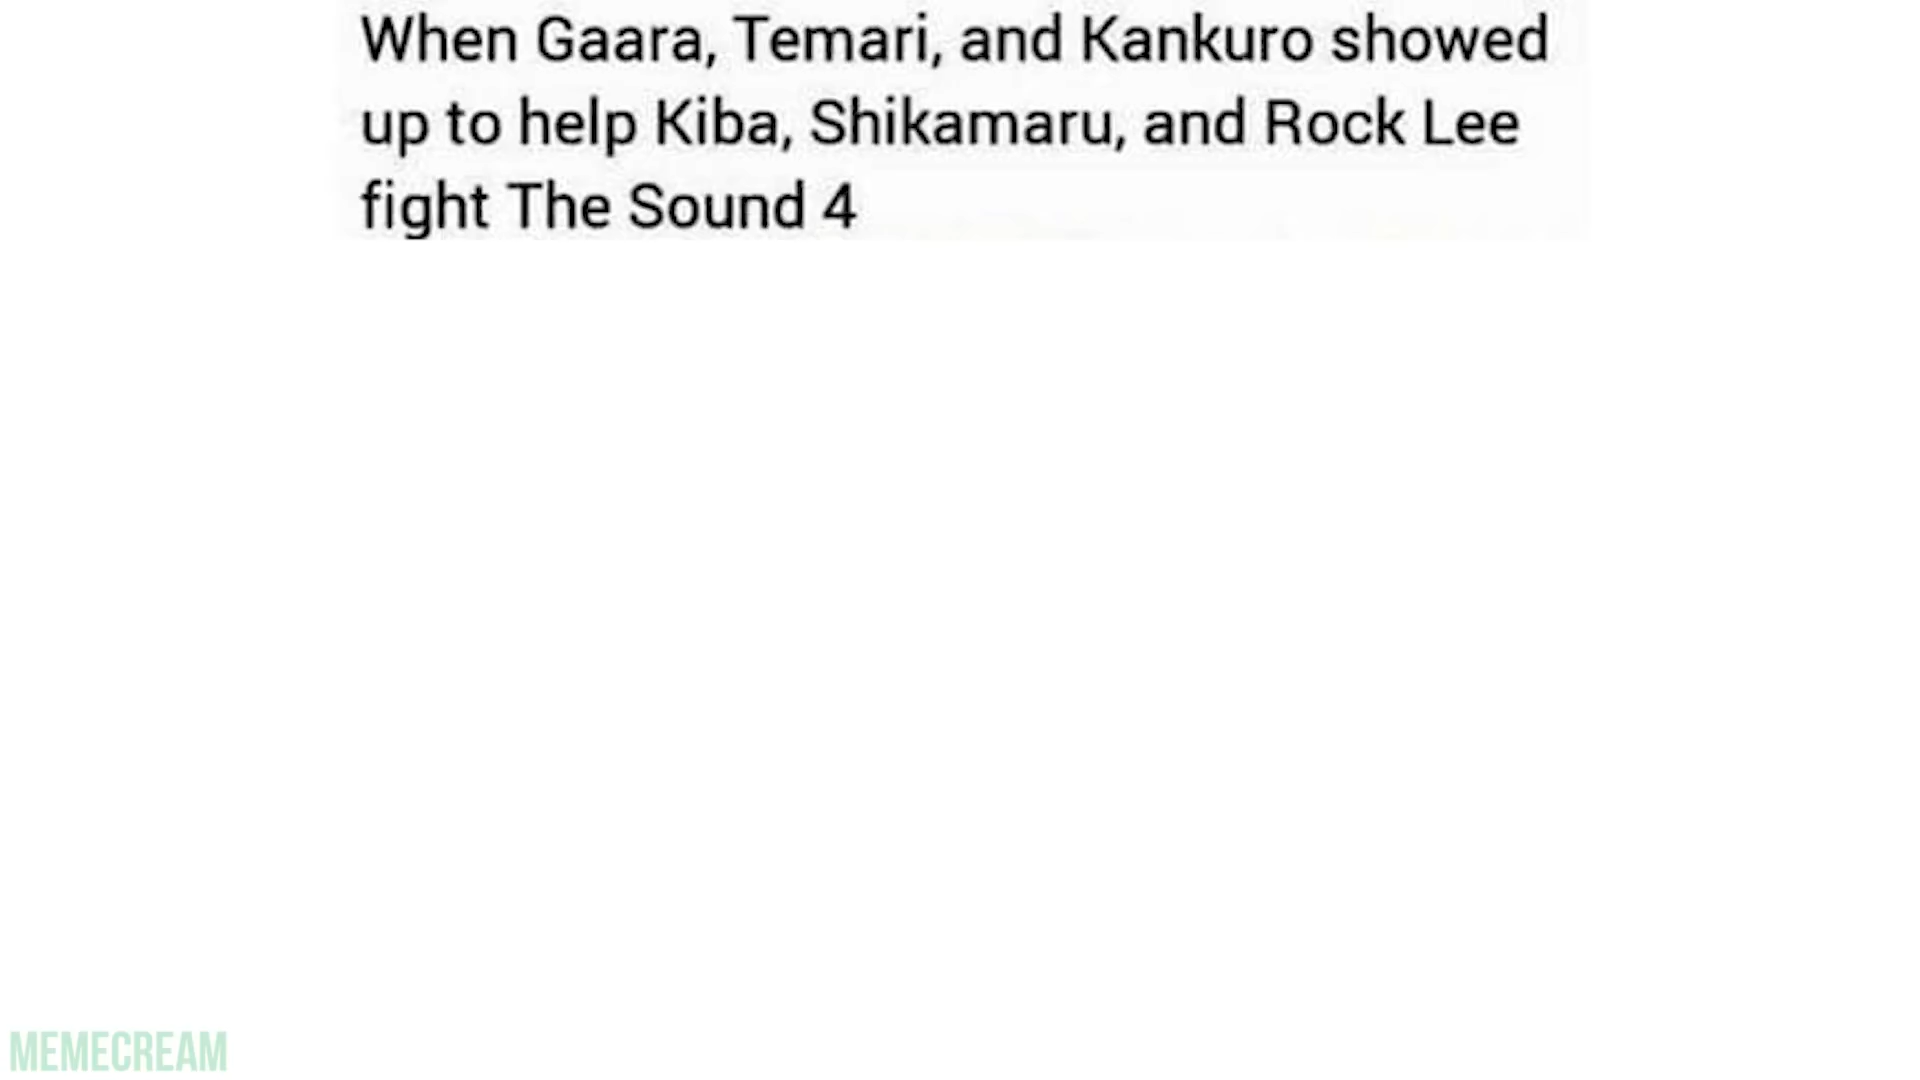 When Gaara, Temari, and Kankuro showed
up to help Kiba, Shikamaru, and Rock Lee
fight The Sound 4
MEMECREAM